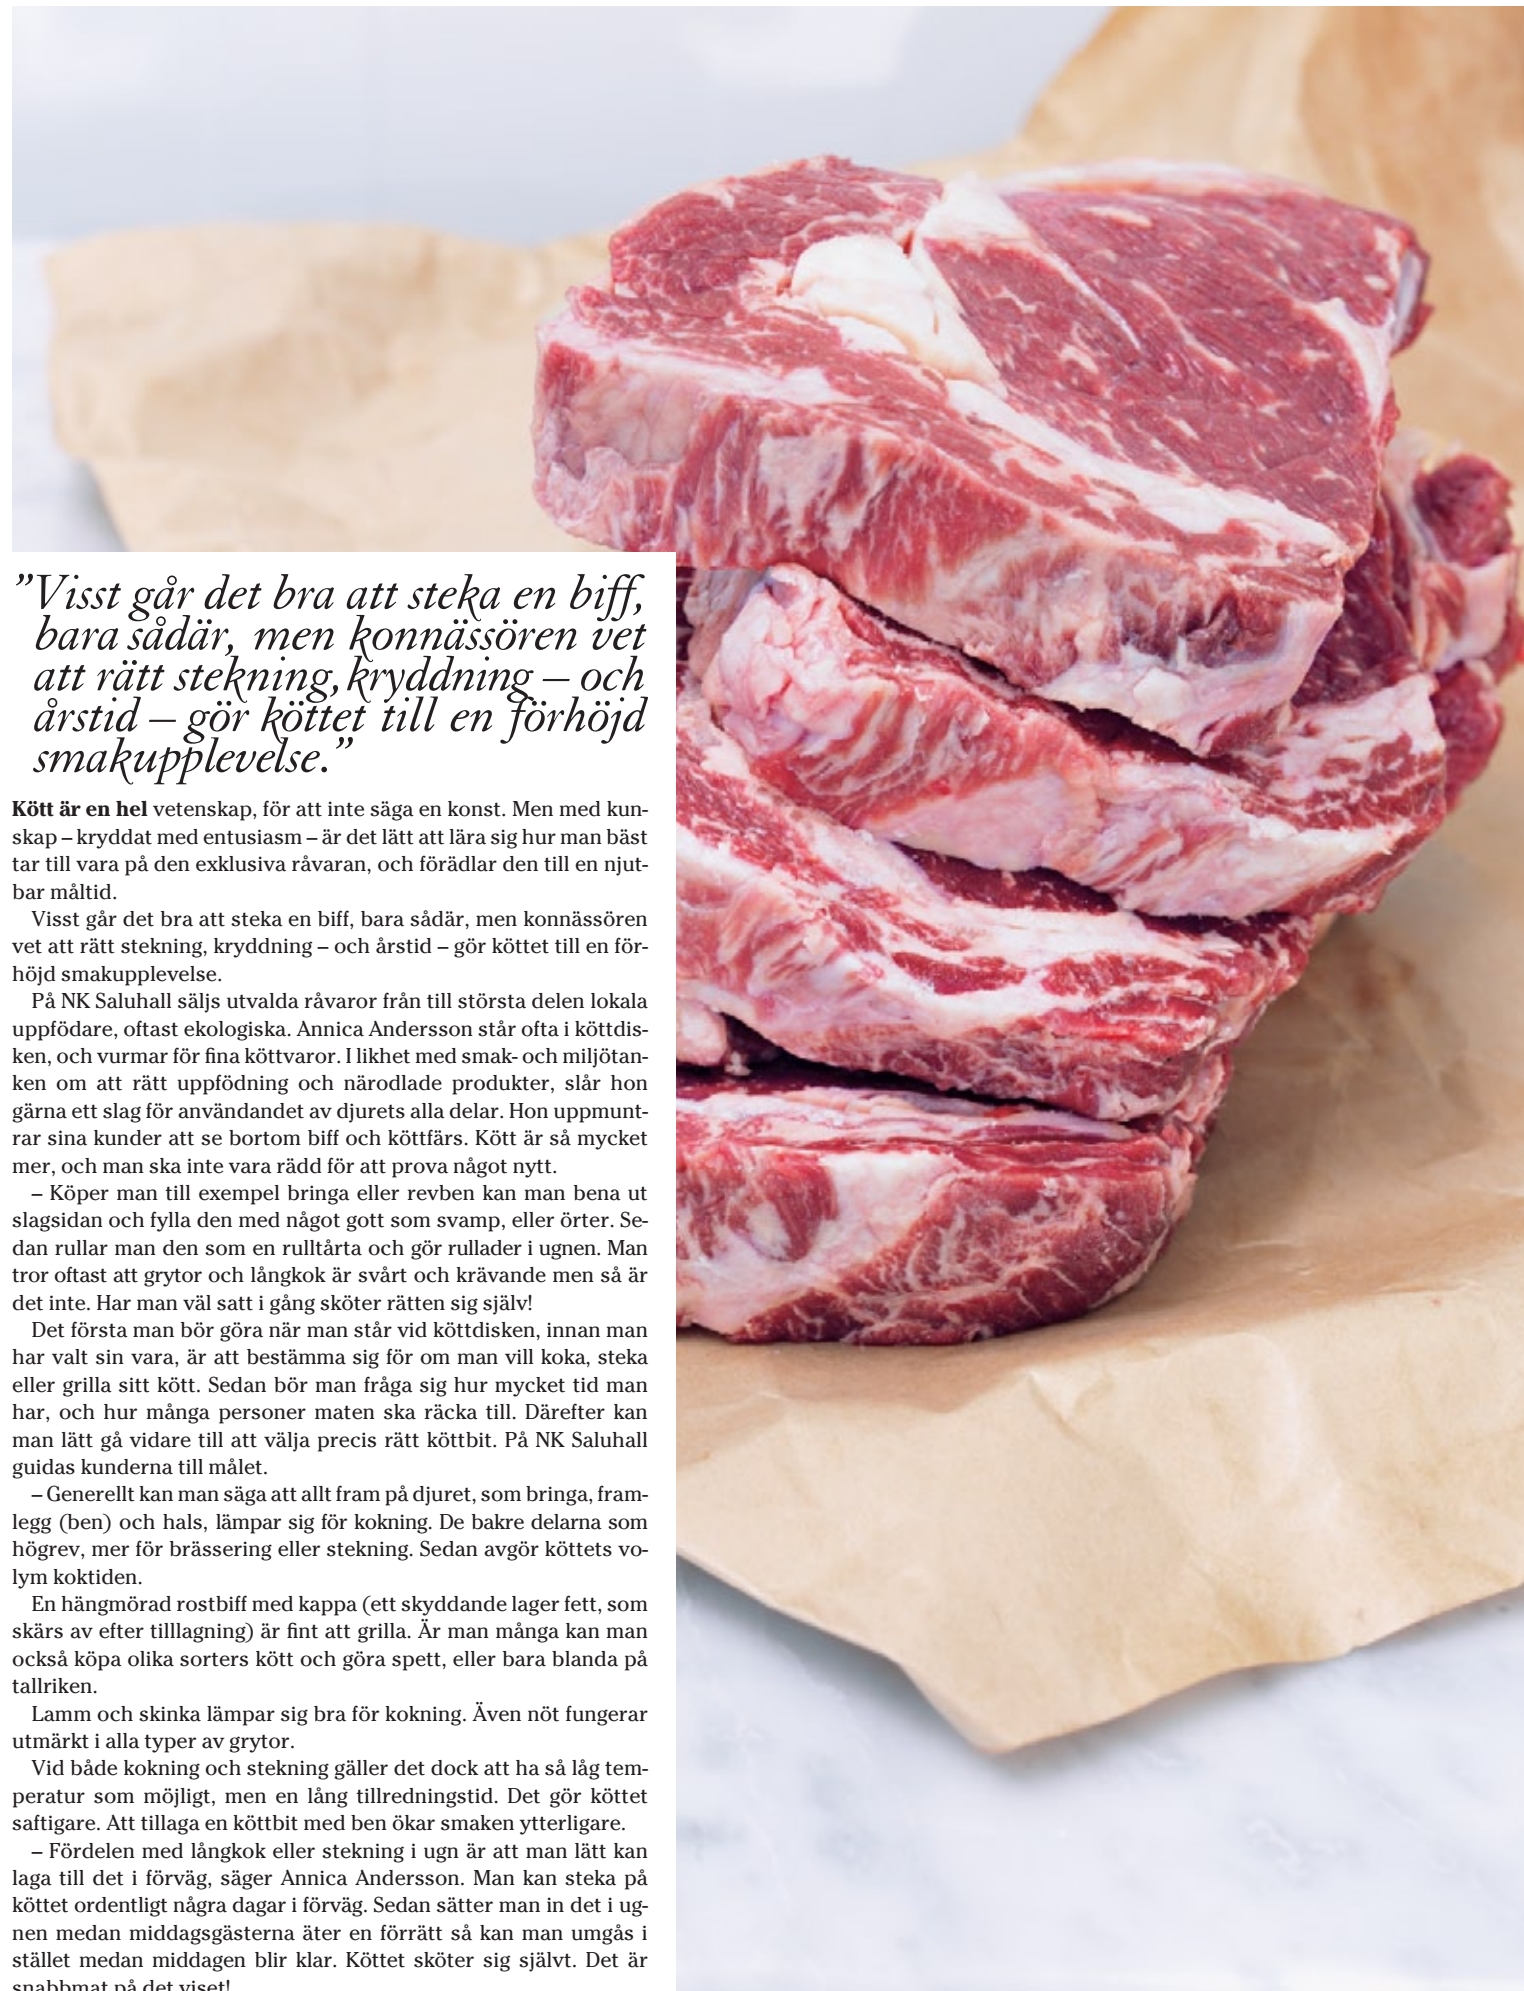 ”Visst går det bra att steka en biff,
bara sådär, men konnässören vet
att rätt stekning, kryddning – och
årstid – gör köttet till en förhöjd
smakupplevelse.”
Kött är en hel vetenskap, för att inte säga en konst. Men med kun-
skap – kryddat med entusiasm – är det lätt att lära sig hur man bäst
tar till vara på den exklusiva råvaran, och förädlar den till en njut-
bar måltid.
Visst går det bra att steka en biff, bara sådär, men konnässören
vet att rätt stekning, kryddning – och årstid – gör köttet till en för-
höjd smakupplevelse.
På NK Saluhall säljs utvalda råvaror från till största delen lokala
uppfödare, oftast ekologiska. Annica Andersson står ofta i köttdis-
ken, och vurmar för fina köttvaror. I likhet med smak- och miljötan-
ken om att rätt uppfödning och närodlade produkter, slår hon
gärna ett slag för användandet av djurets alla delar. Hon uppmunt-
rar sina kunder att se bortom biff och köttfärs. Kött är så mycket
mer, och man ska inte vara rädd för att prova något nytt.
– Köper man till exempel bringa eller revben kan man bena ut
slagsidan och fylla den med något gott som svamp, eller örter. Se-
dan rullar man den som en rulltårta och gör rullader i ugnen. Man
tror oftast att grytor och långkok är svårt och krävande men så är
det inte. Har man väl satt i gång sköter rätten sig själv!
Det första man bör göra när man står vid köttdisken, innan man
har valt sin vara, är att bestämma sig för om man vill koka, steka
eller grilla sitt kött. Sedan bör man fråga sig hur mycket tid man
har, och hur många personer maten ska räcka till. Därefter kan
man lätt gå vidare till att välja precis rätt köttbit. På NK Saluhall
guidas kunderna till målet.
– Generellt kan man säga att allt fram på djuret, som bringa, fram-
legg (ben) och hals, lämpar sig för kokning. De bakre delarna som
högrev, mer för brässering eller stekning. Sedan avgör köttets vo-
lym koktiden.
En hängmörad rostbiff med kappa (ett skyddande lager fett, som
skärs av efter tilllagning) är fint att grilla. Är man många kan man
också köpa olika sorters kött och göra spett, eller bara blanda på
tallriken.
Lamm och skinka lämpar sig bra för kokning. Även nöt fungerar
utmärkt i alla typer av grytor.
Vid både kokning och stekning gäller det dock att ha så låg tem-
peratur som möjligt, men en lång tillredningstid. Det gör köttet
saftigare. Att tillaga en köttbit med ben ökar smaken ytterligare.
– Fördelen med långkok eller stekning i ugn är att man lätt kan
laga till det i förväg, säger Annica Andersson. Man kan steka på
köttet ordentligt några dagar i förväg. Sedan sätter man in det i ug-
nen medan middagsgästerna äter en förrätt så kan man umgås i
stället medan middagen blir klar. Köttet sköter sig självt. Det är
snabbmat på det viset!